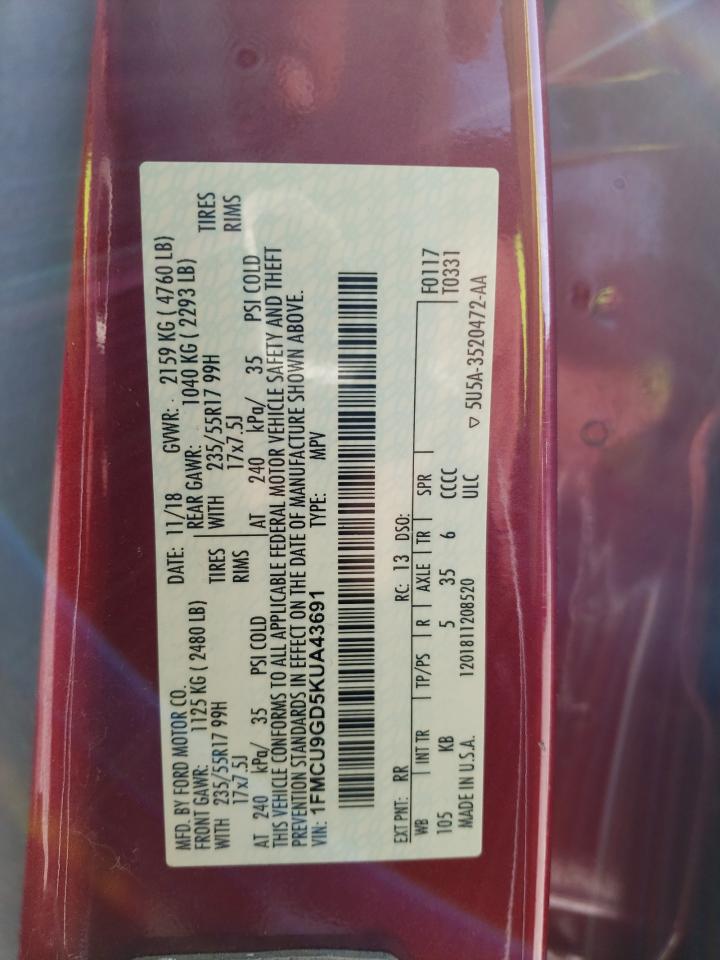 MFD. BY FORD MOTOR CO. DATE: 11/18 GVWR: 2159 KG ( 4760 LB)
FRONT GAWR: 1125 KG ( 2480 LB) REAR GAWR: 1040 KG ( 2293 LB)
WITH 235/55R17 99H TIRES WITH 235/55R17 99H TIRES
17x7.5J RIMS 17x7.5J RIMS
AT 240 kPa/ 35 PSI COLD AT 240 kPa/ 35 PSI COLD
THIS VEHICLE CONFORMS TO ALL APPLICABLE FEDERAL MOTOR VEHICLE SAFETY AND THEFT
PREVENTION STANDARDS IN EFFECT ON THE DATE OF MANUFACTURE SHOWN ABOVE.
VIN: 1FMCU9GD5KUA43691 TYPE: MPV
EXT PNT: RR RC: 13 DSO: F0117
WB INT TR TP/PS R AXLE TR SPR T0331
105 KB 5 35 6 CCCC
MADE IN U.S.A. 1201811208520 ULC ▽ 5U5A-3520472-AA